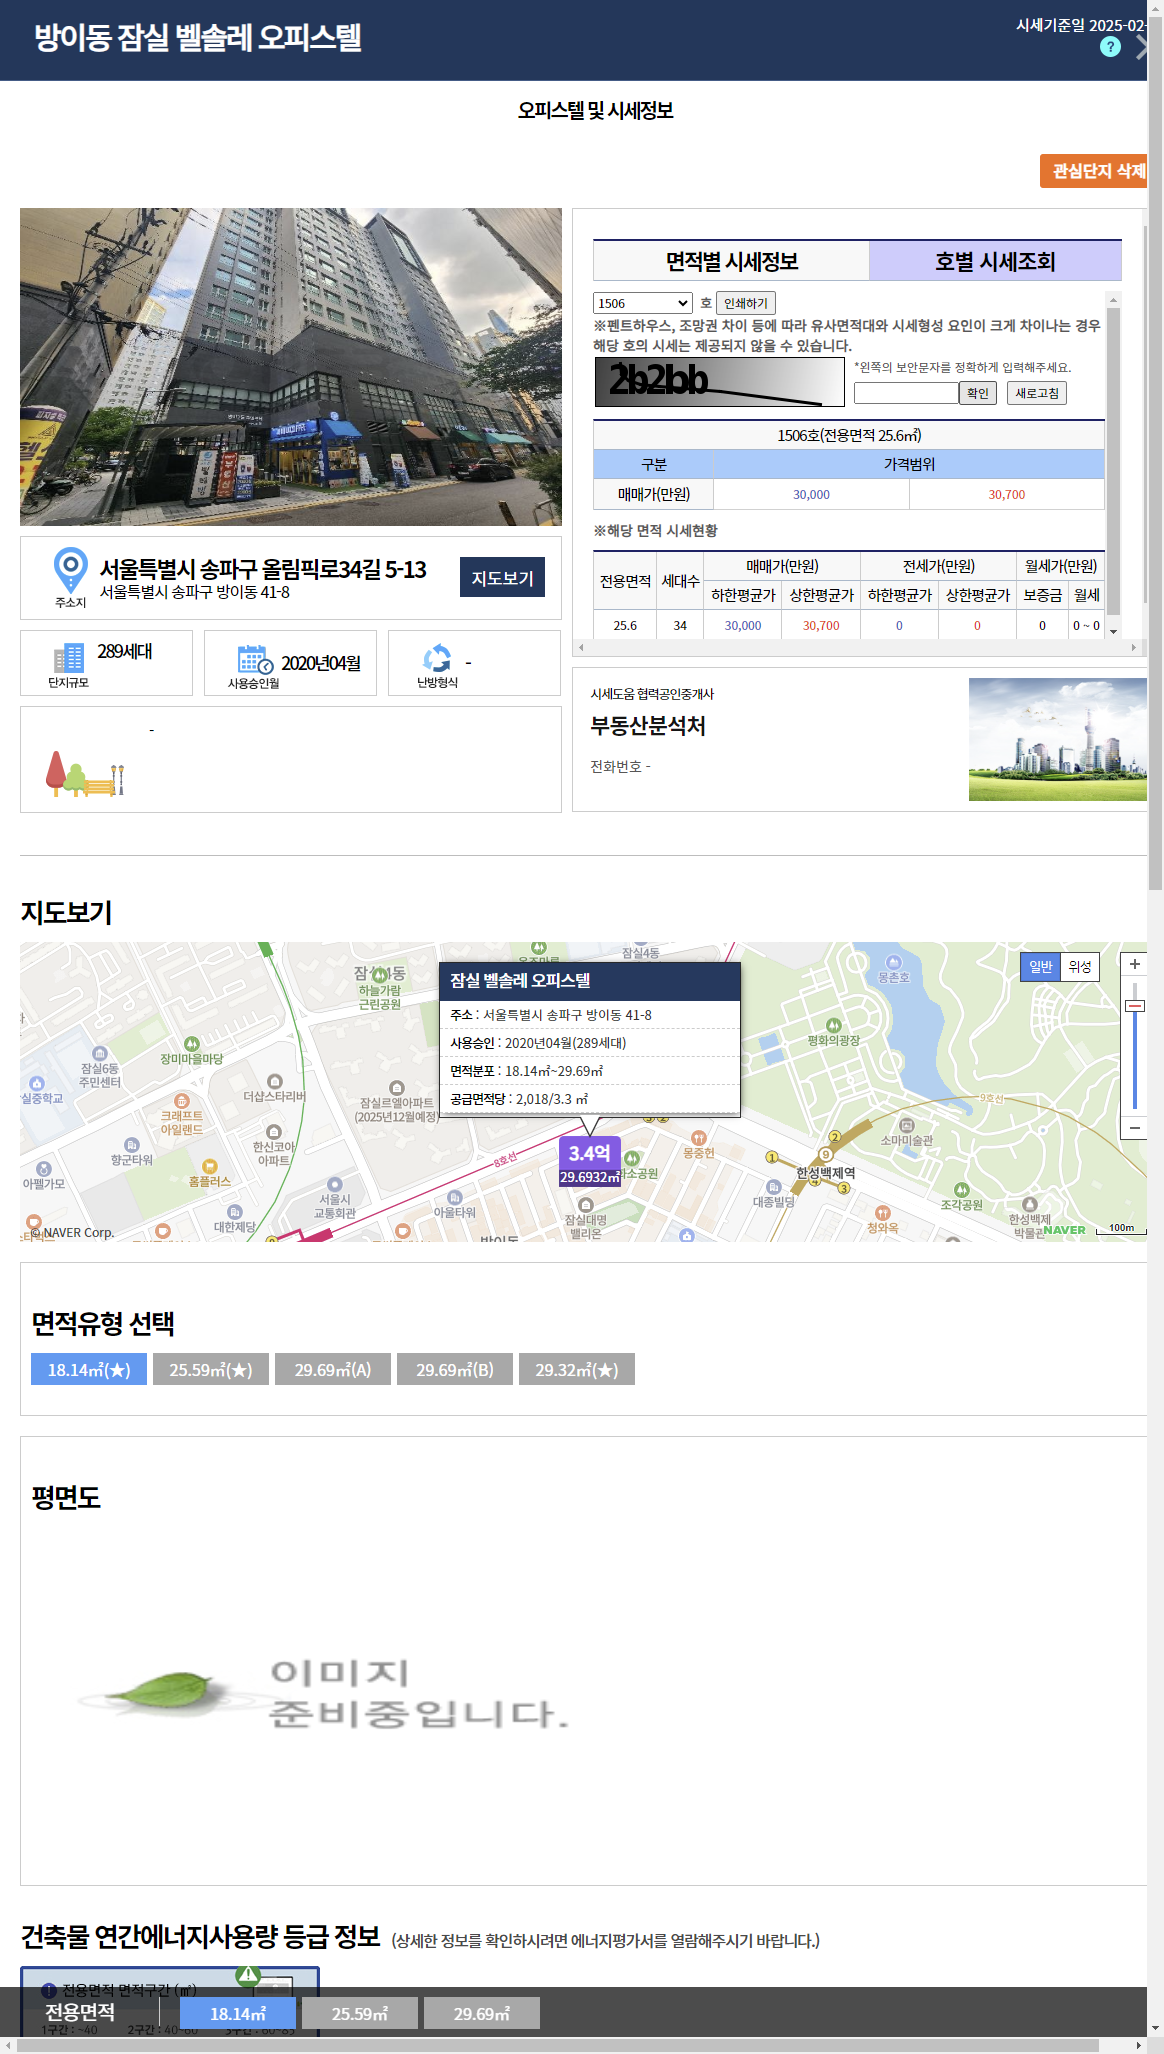 방이동 잠실 벨솔레 오피스텔
시세기준일 2025-02-
?
오피스텔 및 시세정보
관심단지 삭제
면적별 시세정보 호별 시세조회
1506 호 인쇄하기
※펜트하우스, 조망권 차이 등에 따라 유사면적대와 시세형성 요인이 크게 차이나는 경우
해당 호의 시세는 제공되지 않을 수 있습니다.
*왼쪽의 보안문자를 정확하게 입력해주세요.
확인 새로고침
1506호(전용면적 25.6㎡)
구분 가격범위
매매가(만원) 30,000 30,700
※해당 면적 시세현황
전용면적 세대수 매매가(만원) 전세가(만원) 월세가(만원)
하한평균가 상한평균가 하한평균가 상한평균가 보증금 월세
25.6 34 30,000 30,700 0 0 0 0 ~ 0
주소지
서울특별시 송파구 올림픽로34길 5-13
서울특별시 송파구 방이동 41-8
지도보기
289세대
단지규모
2020년04월
사용승인월
-
난방형식
-
시세도움 협력공인중개사
부동산분석처
전화번호 -
지도보기
잠실4동
잠실4동
하늘가람
근린공원
장미마을마당
잠실6동
주민센터
실중학교
크래프트
아일랜드
더샵스타리버
잠실르엘아파트
(2025년12월예정)
한신코아
아파트
향군타워
아펠가모
홈플러스
서울시
교통회관
대한제당
아울타워
8호선
잠실 벨솔레 오피스텔
주소 : 서울특별시 송파구 방이동 41-8
사용승인 : 2020년04월(289세대)
면적분포 : 18.14㎡~29.69㎡
공급면적당 : 2,018/3.3 ㎡
3.4억
29.6932㎡
몽중헌
잠실대명
밸리온
대종빌딩
한성백제역
1
2
3
4
9
9호선
소마미술관
평화의광장
몽촌호
조각공원
청와옥
한성백제
박물관
일반 위성
+
−
© NAVER Corp.
NAVER
100m
면적유형 선택
18.14㎡(★) 25.59㎡(★) 29.69㎡(A) 29.69㎡(B) 29.32㎡(★)
평면도
이미지
준비중입니다.
건축물 연간에너지사용량 등급 정보 (상세한 정보를 확인하시려면 에너지평가서를 열람해주시기 바랍니다.)
전용면적 면적구간 (㎡)
전용면적 18.14㎡ 25.59㎡ 29.69㎡
1구간 : ~40 2구간 : 40~60 3구간 : 60~85